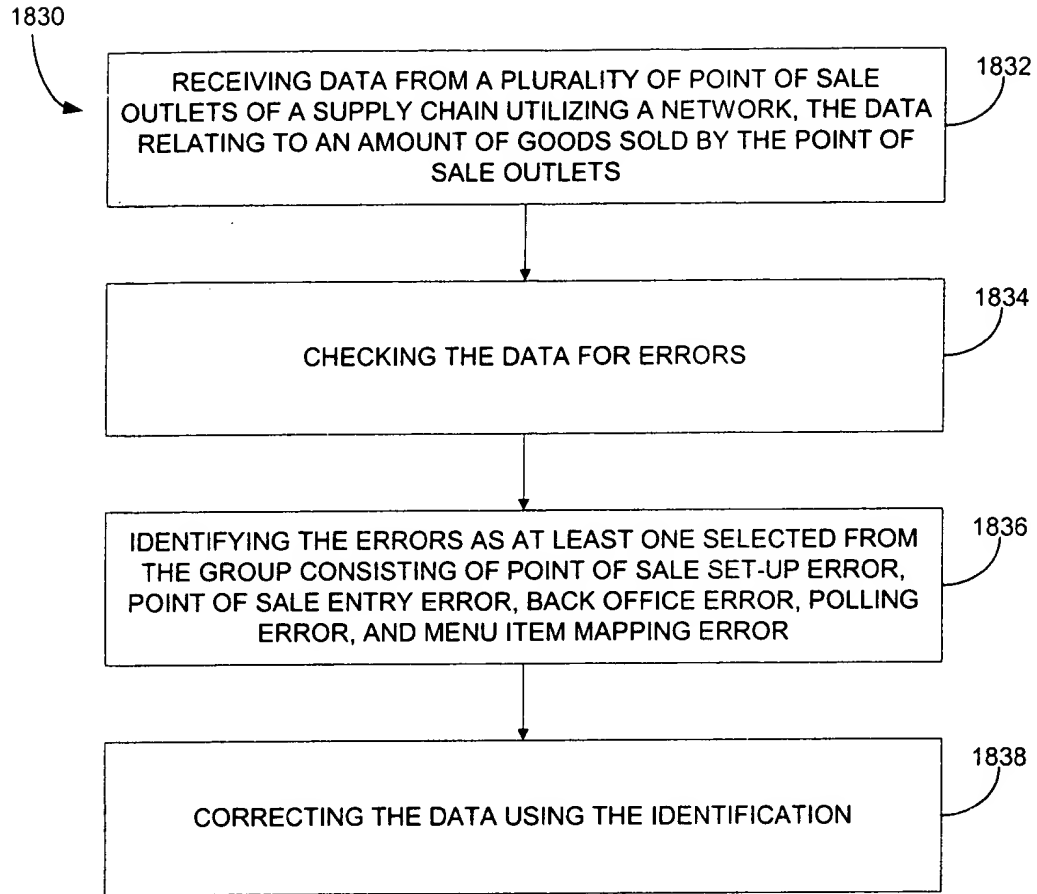 1830
RECEIVING DATA FROM A PLURALITY OF POINT OF SALE
OUTLETS OF A SUPPLY CHAIN UTILIZING A NETWORK, THE DATA
RELATING TO AN AMOUNT OF GOODS SOLD BY THE POINT OF
SALE OUTLETS
1832
CHECKING THE DATA FOR ERRORS
1834
IDENTIFYING THE ERRORS AS AT LEAST ONE SELECTED FROM
THE GROUP CONSISTING OF POINT OF SALE SET-UP ERROR,
POINT OF SALE ENTRY ERROR, BACK OFFICE ERROR, POLLING
ERROR, AND MENU ITEM MAPPING ERROR
1836
CORRECTING THE DATA USING THE IDENTIFICATION
1838